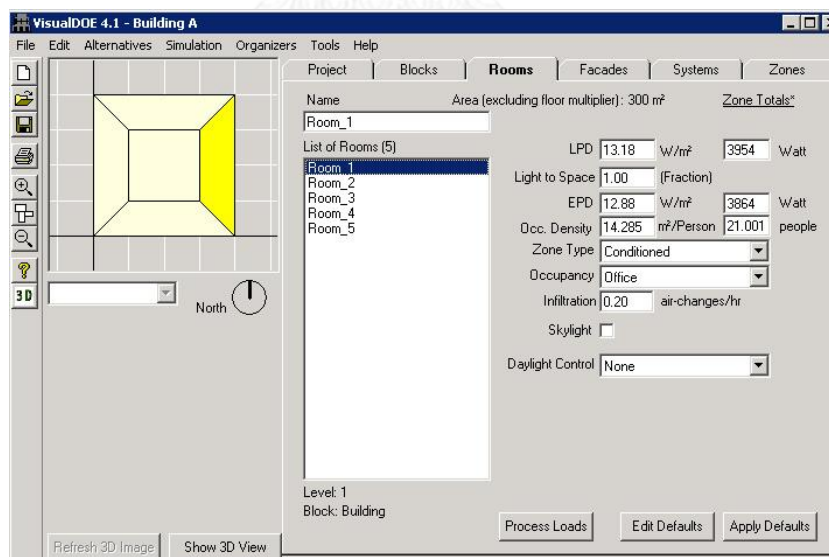 VisualDOE 4.1 - Building A
File Edit Alternatives Simulation Organizers Tools Help
Project Blocks Rooms Facades Systems Zones
Name Area (excluding floor multiplier) : 300 m² Zone Totals*
Room_1
List of Rooms (5)
Room_1
Room_2
Room_3
Room_4
Room_5
LPD 13.18 W/m² 3954 Watt
Light to Space 1.00 (Fraction)
EPD 12.88 W/m² 3864 Watt
Occ. Density 14.285 m²/Person 21.001 people
Zone Type Conditioned
Occupancy Office
Infiltration 0.20 air-changes/hr
Skylight
Daylight Control None
3D
North
Level: 1
Block: Building
Process Loads Edit Defaults Apply Defaults
Refresh 3D Image Show 3D View